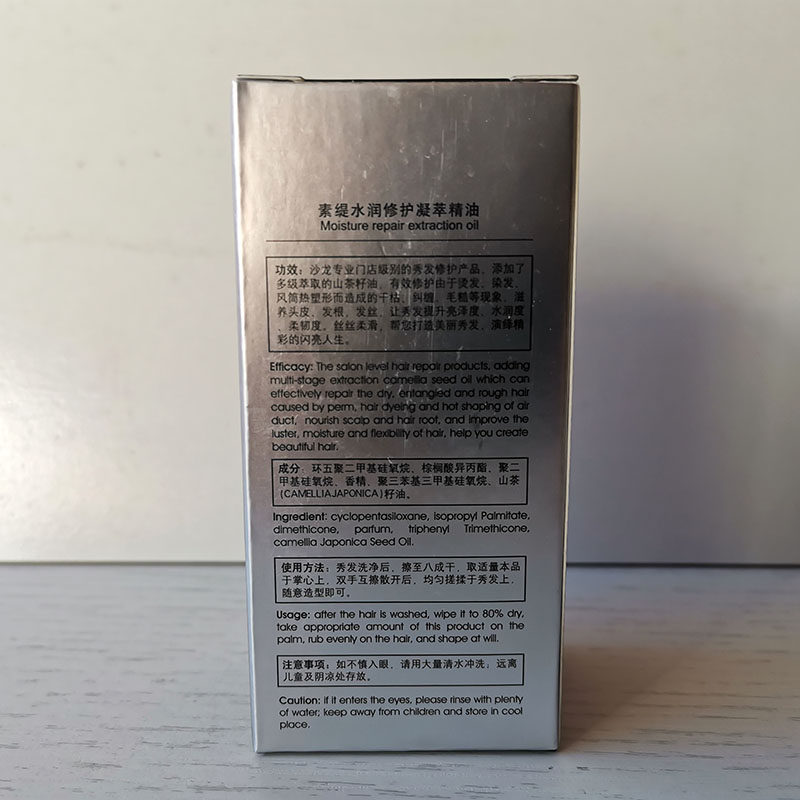 素缇水润修护凝萃精油
Moisture repair extraction oil
功效：沙龙专业门店级别的秀发修护产品，添加了
多级萃取的山茶籽油，有效修护由于烫发、染发、
风筒热塑形而造成的干枯、纠缠、毛糙等现象，滋
养头皮、发根、发丝，让秀发提升亮泽度、水润度
、柔韧度。丝丝柔滑，帮您打造美丽秀发，演绎精
彩的闪亮人生。
Efficacy: The salon level hair repair products, adding
multi-stage extraction camellia seed oil which can
effectively repair the dry, entangled and rough hair
caused by perm, hair dyeing and hot shaping of air
duct, nourish scalp and hair root, and improve the
luster, moisture and flexibility of hair, help you create
beautiful hair.
成分：环五聚二甲基硅氧烷、棕榈酸异丙酯、聚二
甲基硅氧烷、香精、聚三苯基三甲基硅氧烷、山茶
(CAMELLIAJAPONICA)籽油。
Ingredient: cyclopentasiloxane, isopropyl Palmitate,
dimethicone, parfum, triphenyl Trimethicone,
camellia Japonica Seed Oil.
使用方法：秀发洗净后，擦至八成干，取适量本品
于掌心上，双手互擦散开后，均匀搓揉于秀发上，
随意造型即可。
Usage: after the hair is washed, wipe it to 80% dry,
take appropriate amount of this product on the
palm, rub evenly on the hair, and shape at will.
注意事项：如不慎入眼，请用大量清水冲洗；远离
儿童及阴凉处存放。
Caution: if it enters the eyes, please rinse with plenty
of water; keep away from children and store in cool
place.